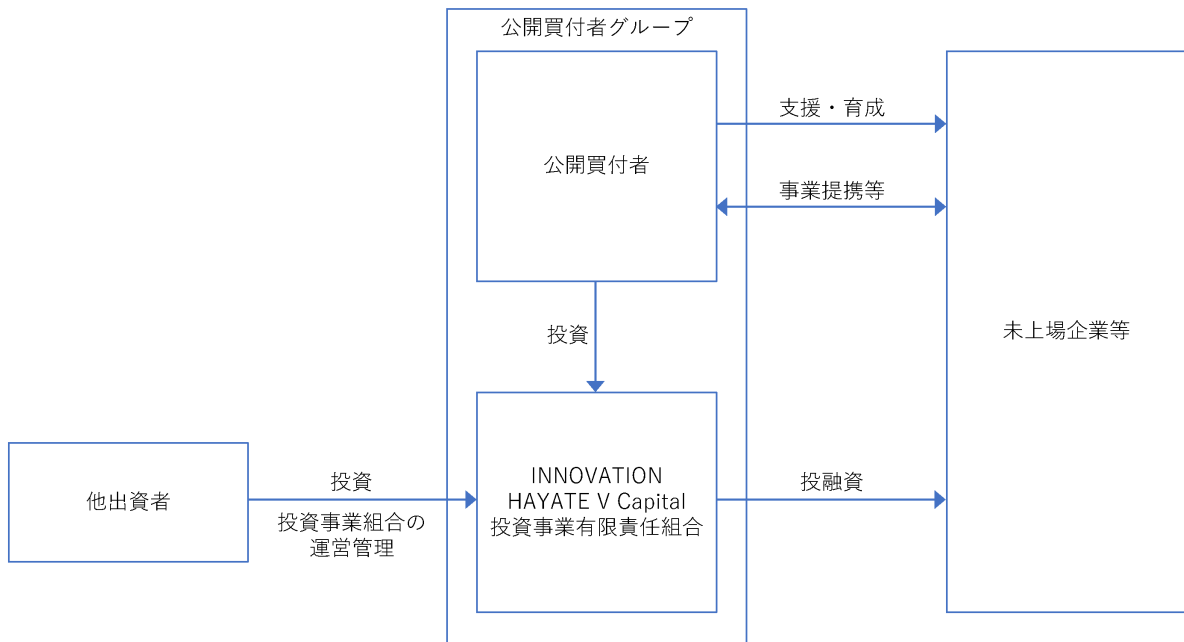 公開買付者グループ
公開買付者
支援・育成
事業提携等
未上場企業等
投資
他出資者
投資
投資事業組合の
運営管理
INNOVATION
HAYATE V Capital
投資事業有限責任組合
投融資